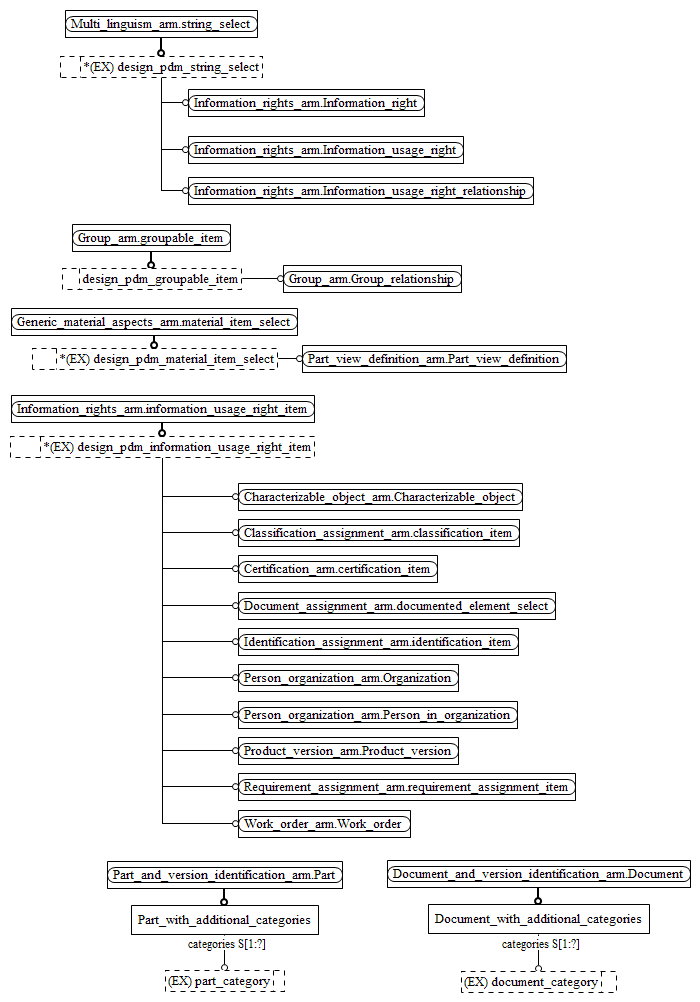 Multi_linguism_arm.string_select
*(EX) design_pdm_string_select
Information_rights_arm.Information_right
Information_rights_arm.Information_usage_right
Information_rights_arm.Information_usage_right_relationship
Group_arm.groupable_item
design_pdm_groupable_item
Group_arm.Group_relationship
Generic_material_aspects_arm.material_item_select
*(EX) design_pdm_material_item_select
Part_view_definition_arm.Part_view_definition
Information_rights_arm.information_usage_right_item
*(EX) design_pdm_information_usage_right_item
Characterizable_object_arm.Characterizable_object
Classification_assignment_arm.classification_item
Certification_arm.certification_item
Document_assignment_arm.documented_element_select
Identification_assignment_arm.identification_item
Person_organization_arm.Organization
Person_organization_arm.Person_in_organization
Product_version_arm.Product_version
Requirement_assignment_arm.requirement_assignment_item
Work_order_arm.Work_order
Part_and_version_identification_arm.Part
Part_with_additional_categories
categories S[1:?]
(EX) part_category
Document_and_version_identification_arm.Document
Document_with_additional_categories
categories S[1:?]
(EX) document_category